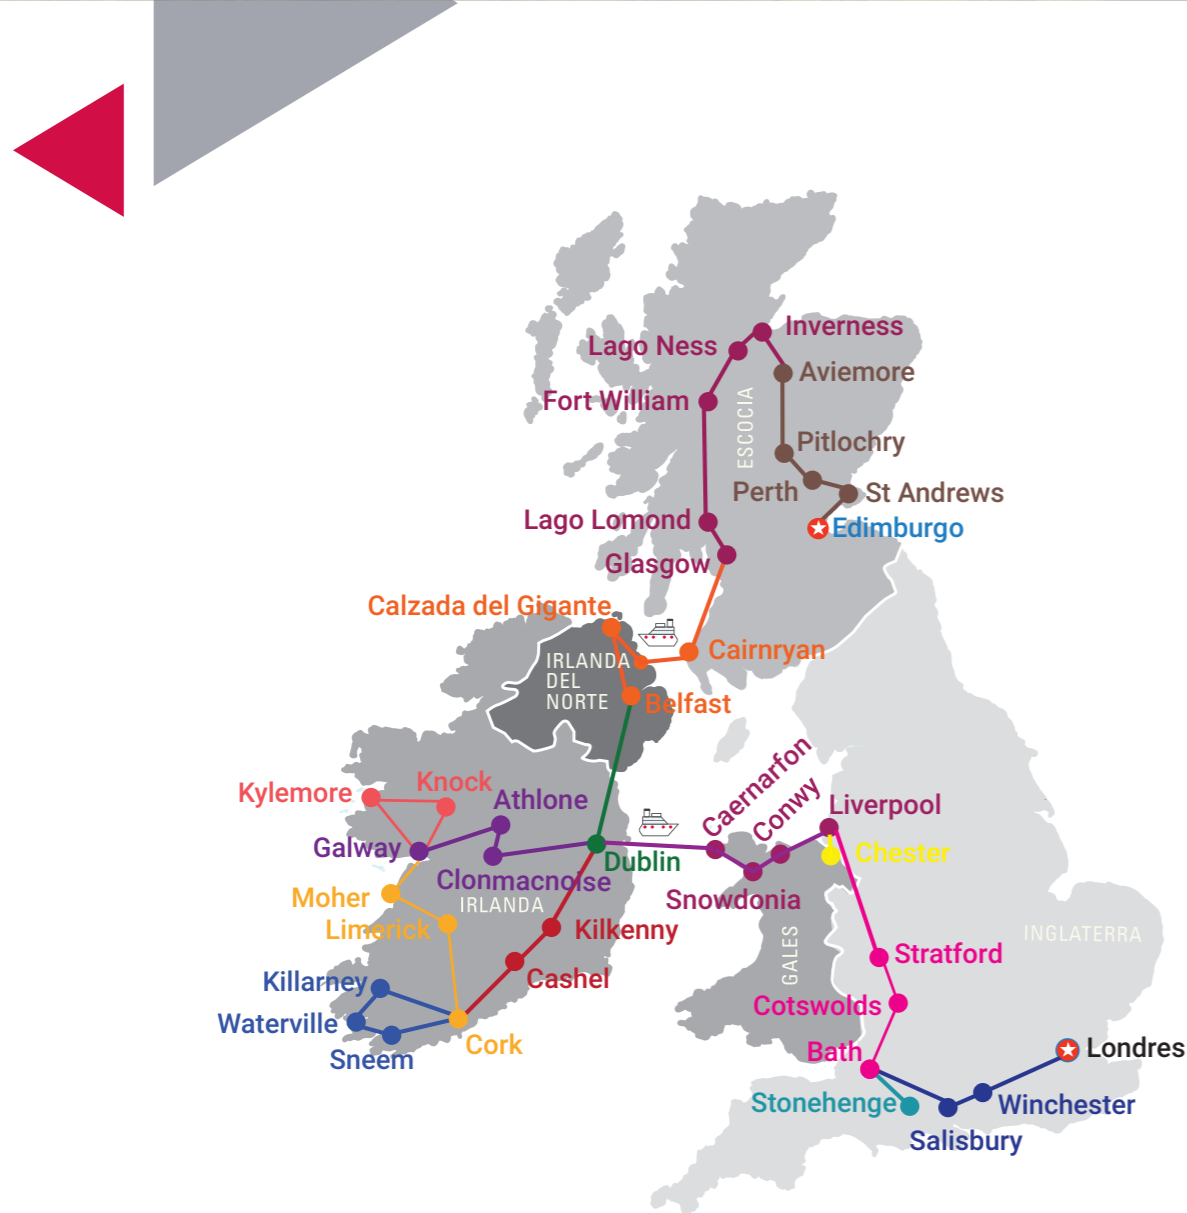 Inverness
Lago Ness
Aviemore
Fort William
ESCOCIA
Pitlochry
Perth
St Andrews
Lago Lomond
Edimburgo
Glasgow
Calzada del Gigante
Cairnryan
IRLANDA
DEL
NORTE
Belfast
Caernarfon
Conwy
Knock
Kylemore
Athlone
Liverpool
Galway
Dublin
Chester
Clonmacnoise
Moher
IRLANDA
Snowdonia
Limerick
Kilkenny
INGLATERRA
GALES
Stratford
Cashel
Killarney
Cotswolds
Waterville
Cork
Bath
Londres
Sneem
Stonehenge
Winchester
Salisbury